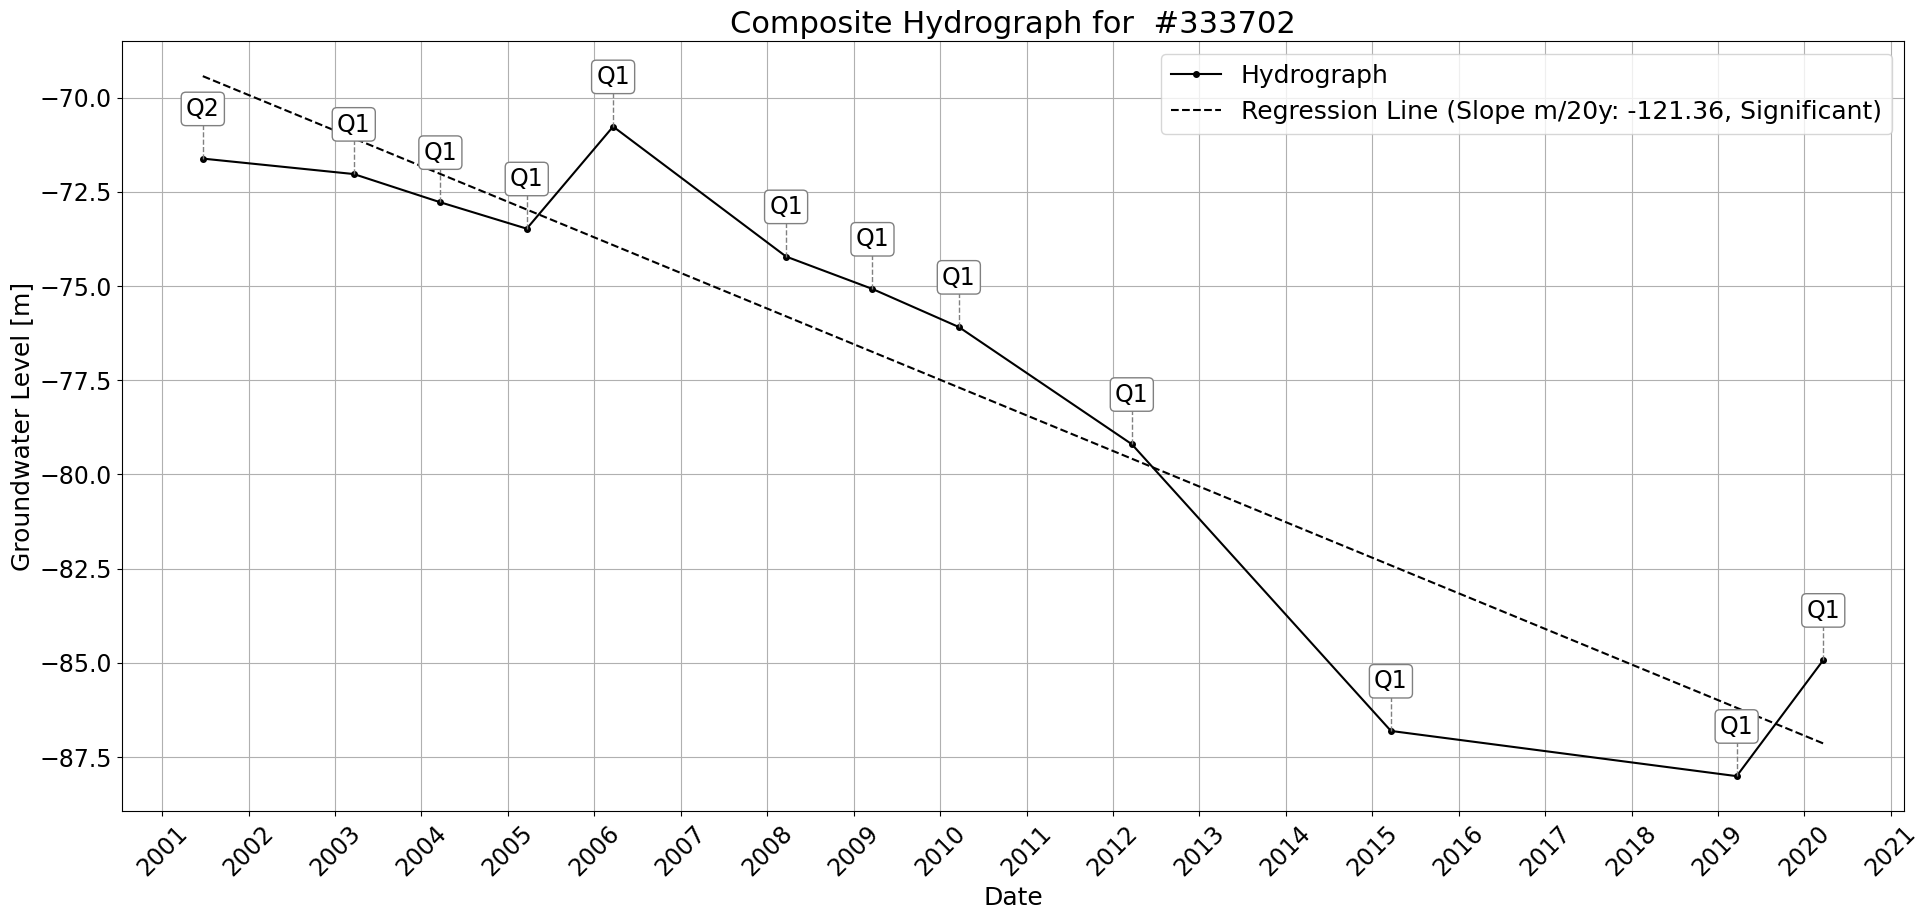 Composite Hydrograph for  #333702
Hydrograph
Regression Line (Slope m/20y: -121.36, Significant)
Groundwater Level [m]
−70.0
−72.5
−75.0
−77.5
−80.0
−82.5
−85.0
−87.5
Q2
Q1
Q1
Q1
Q1
Q1
Q1
Q1
Q1
Q1
Q1
Q1
2001
2002
2003
2004
2005
2006
2007
2008
2009
2010
2011
2012
2013
2014
2015
2016
2017
2018
2019
2020
2021
Date